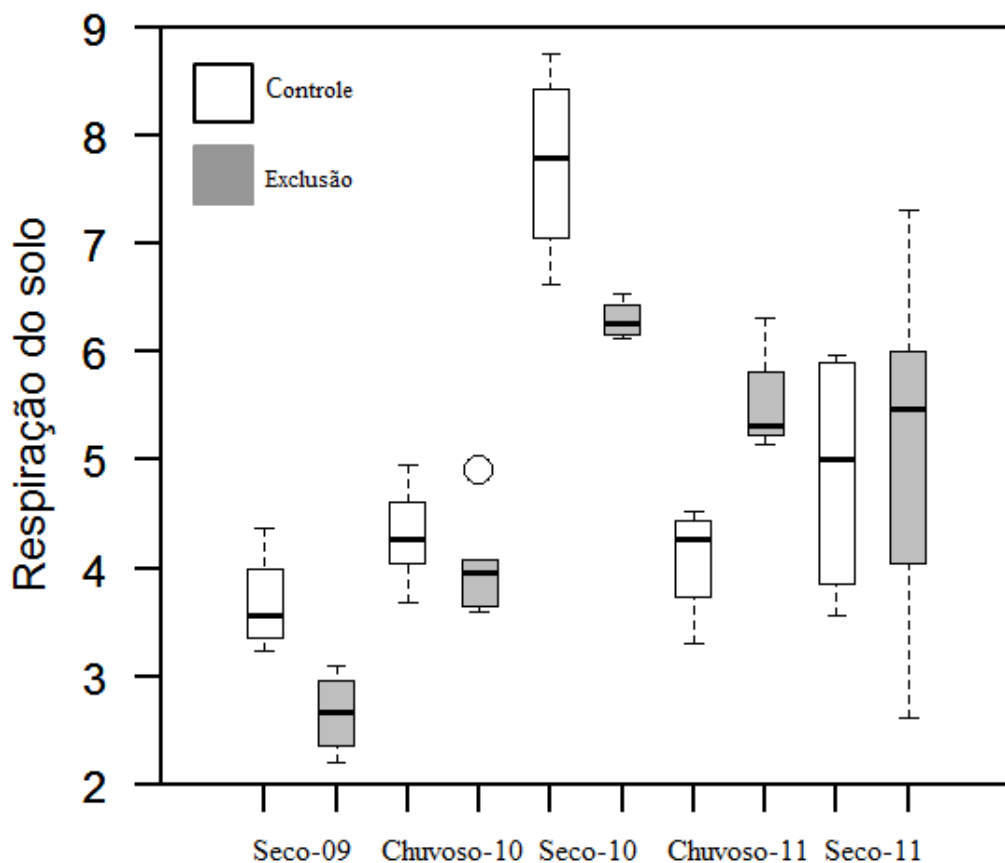 Respiração do solo
9
8
7
6
5
4
3
2
Controle
Exclusão
Seco-09 Chuvoso-10 Seco-10 Chuvoso-11 Seco-11